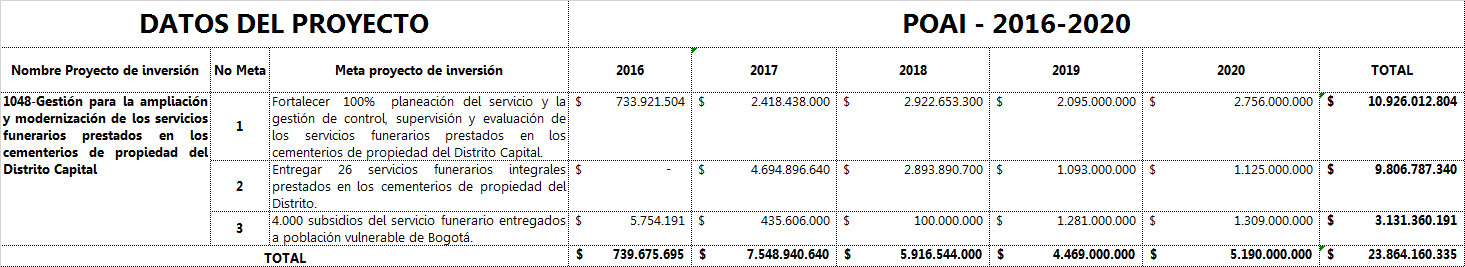 DATOS DEL PROYECTO POAI - 2016-2020
Nombre Proyecto de inversión No Meta Meta proyecto de inversión 2016 2017 2018 2019 2020 TOTAL
1048-Gestión para la ampliación
y modernización de los servicios
funerarios prestados en los
cementerios de propiedad del
Distrito Capital
1
Fortalecer 100% planeación del servicio y la
gestión de control, supervisión y evaluación de
los servicios funerarios prestados en los
cementerios de propiedad del Distrito Capital.
$ 733.921.504 $ 2.418.438.000 $ 2.922.653.300 $ 2.095.000.000 $ 2.756.000.000 $ 10.926.012.804
2
Entregar 26 servicios funerarios integrales
prestados en los cementerios de propiedad del
Distrito.
$ - $ 4.694.896.640 $ 2.893.890.700 $ 1.093.000.000 $ 1.125.000.000 $ 9.806.787.340
3
4.000 subsidios del servicio funerario entregados
a población vulnerable de Bogotá.
$ 5.754.191 $ 435.606.000 $ 100.000.000 $ 1.281.000.000 $ 1.309.000.000 $ 3.131.360.191
TOTAL $ 739.675.695 $ 7.548.940.640 $ 5.916.544.000 $ 4.469.000.000 $ 5.190.000.000 $ 23.864.160.335